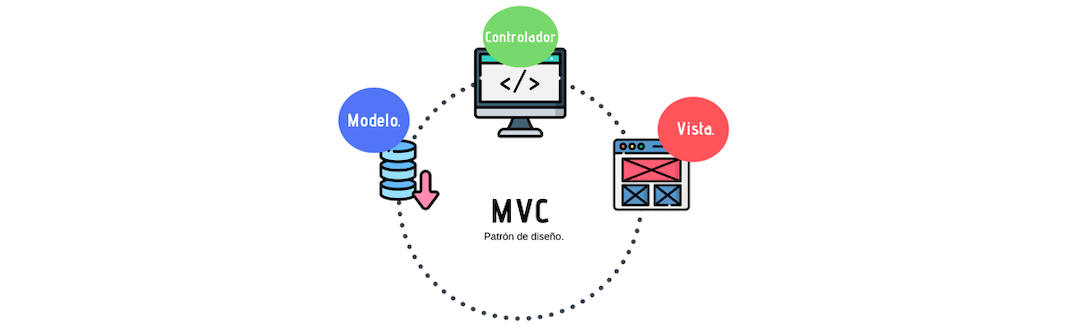 Controlador
Modelo.
Vista.
</>
MVC
Patrón de diseño.